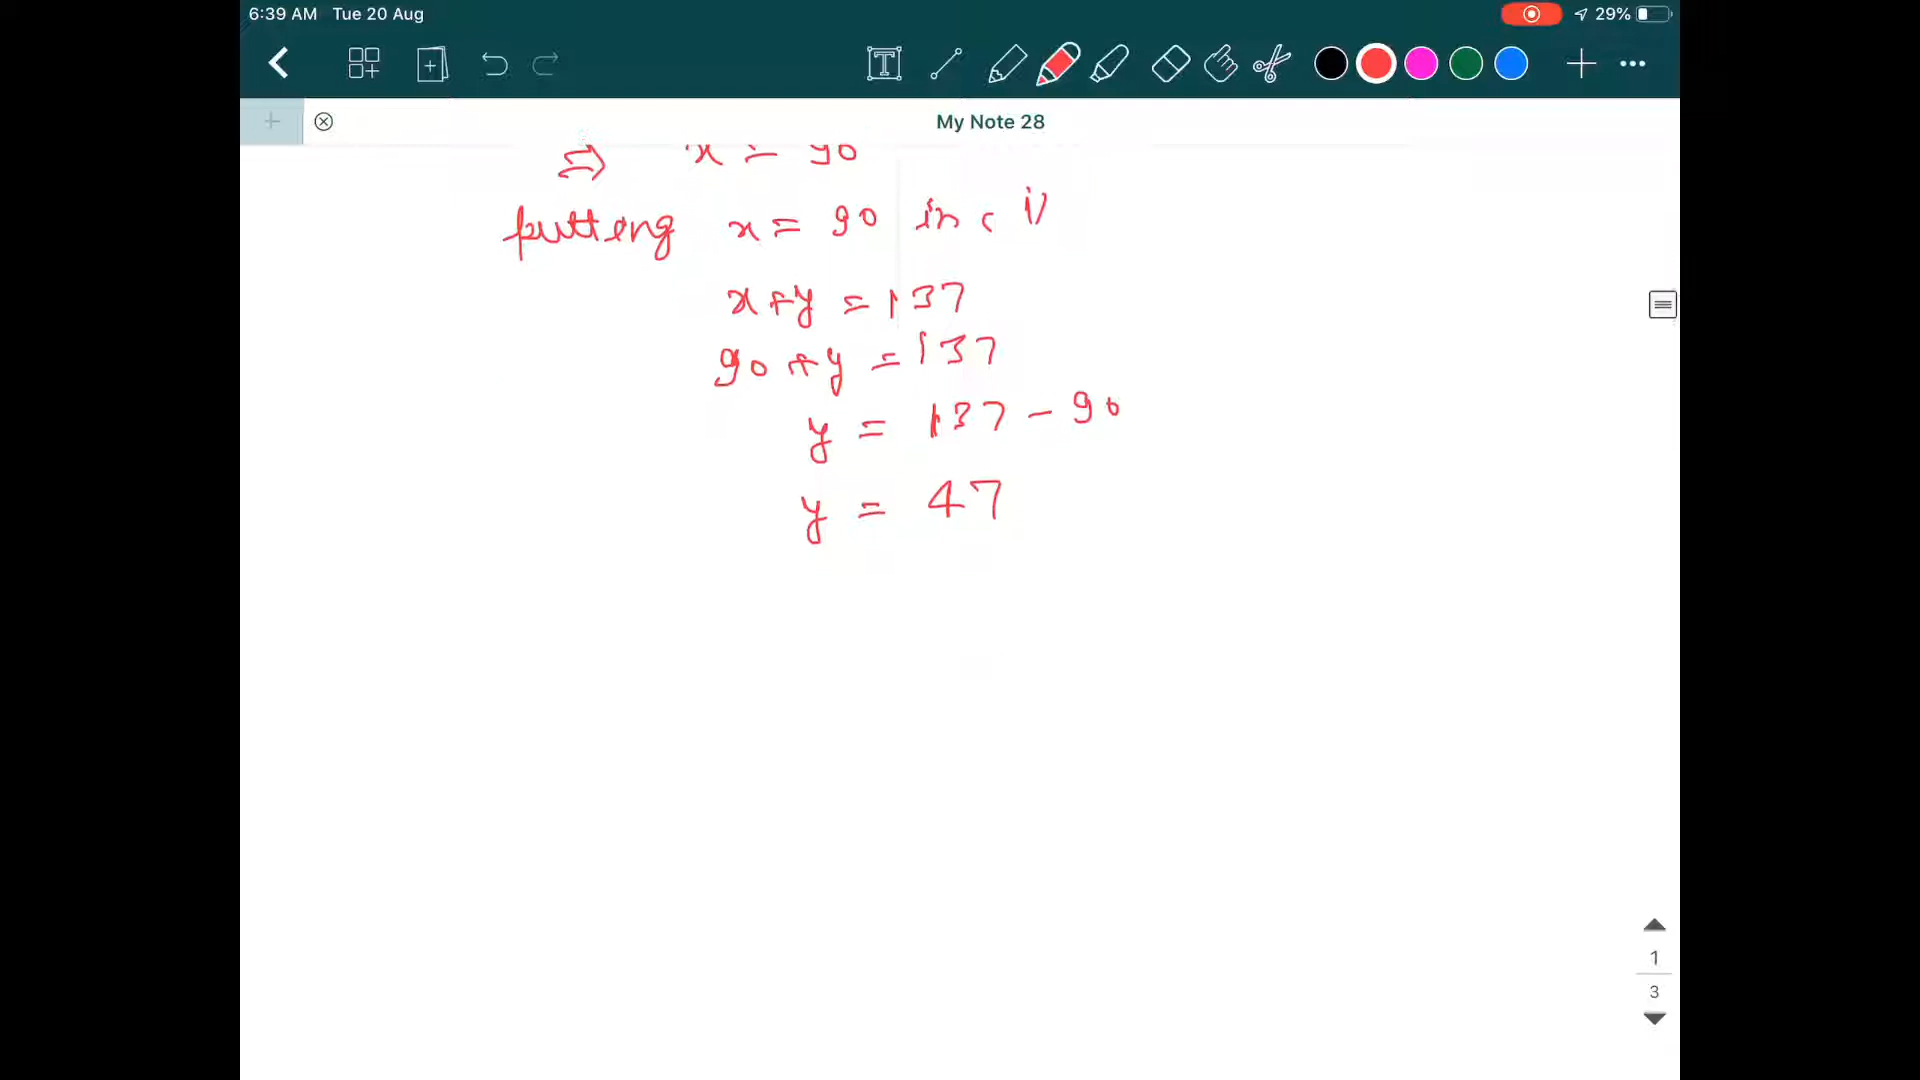 6:39 AM Tue 20 Aug
29%
My Note 28
⇒ x = 90
putting x = 90 in (i)
x + y = 137
90 + y = 137
y = 137 - 90
y = 47
1
3